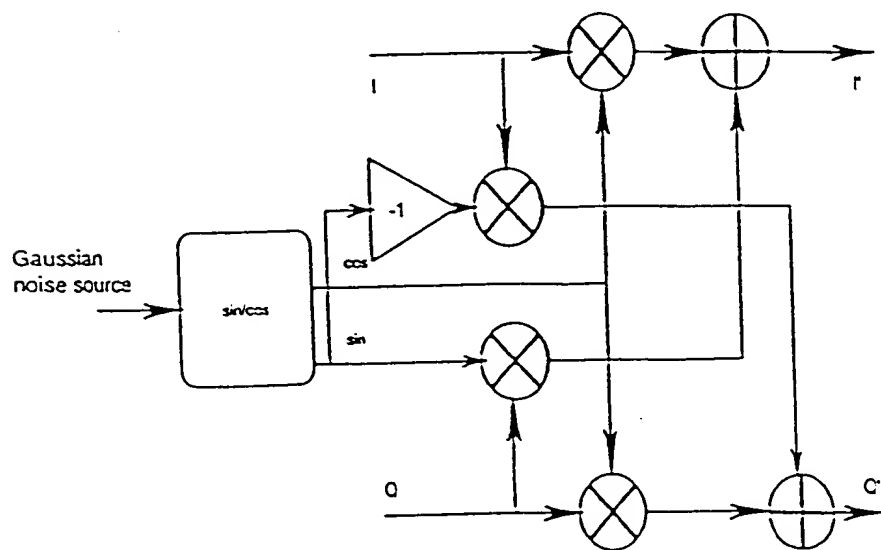 I
I'
-1
cos
Gaussian
noise source
sin/cos
sin
Q
Q'